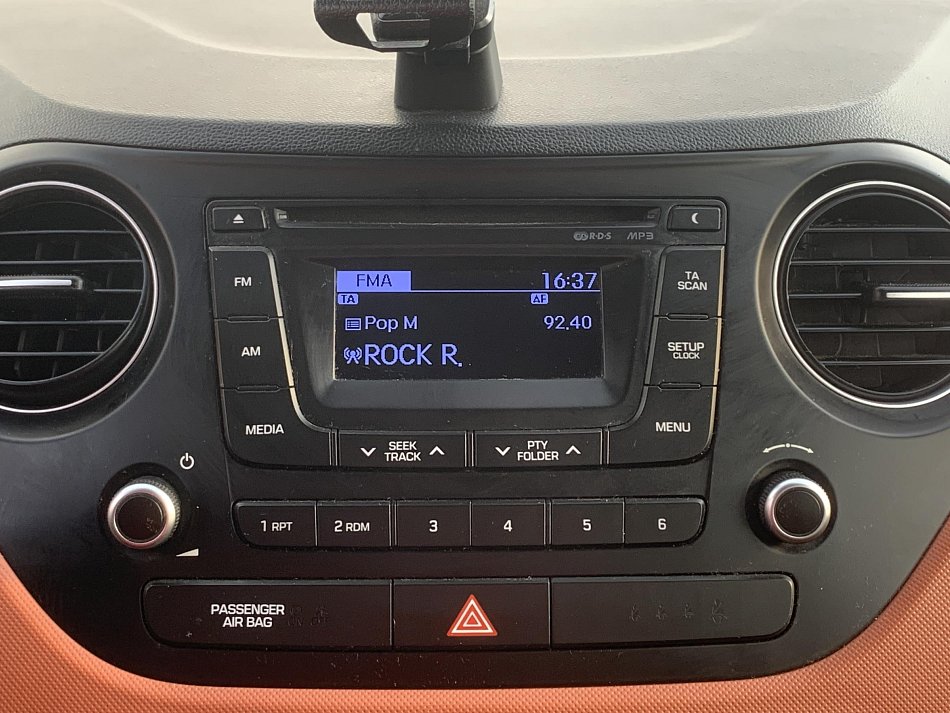 R·D·S MP3
FM
TA
SCAN
FMA 16:37
TA AF
Pop M 92.40
ROCK R.
AM
SETUP
CLOCK
MEDIA
MENU
SEEK
TRACK
PTY
FOLDER
1 RPT
2 RDM
3
4
5
6
PASSENGER
AIR BAG